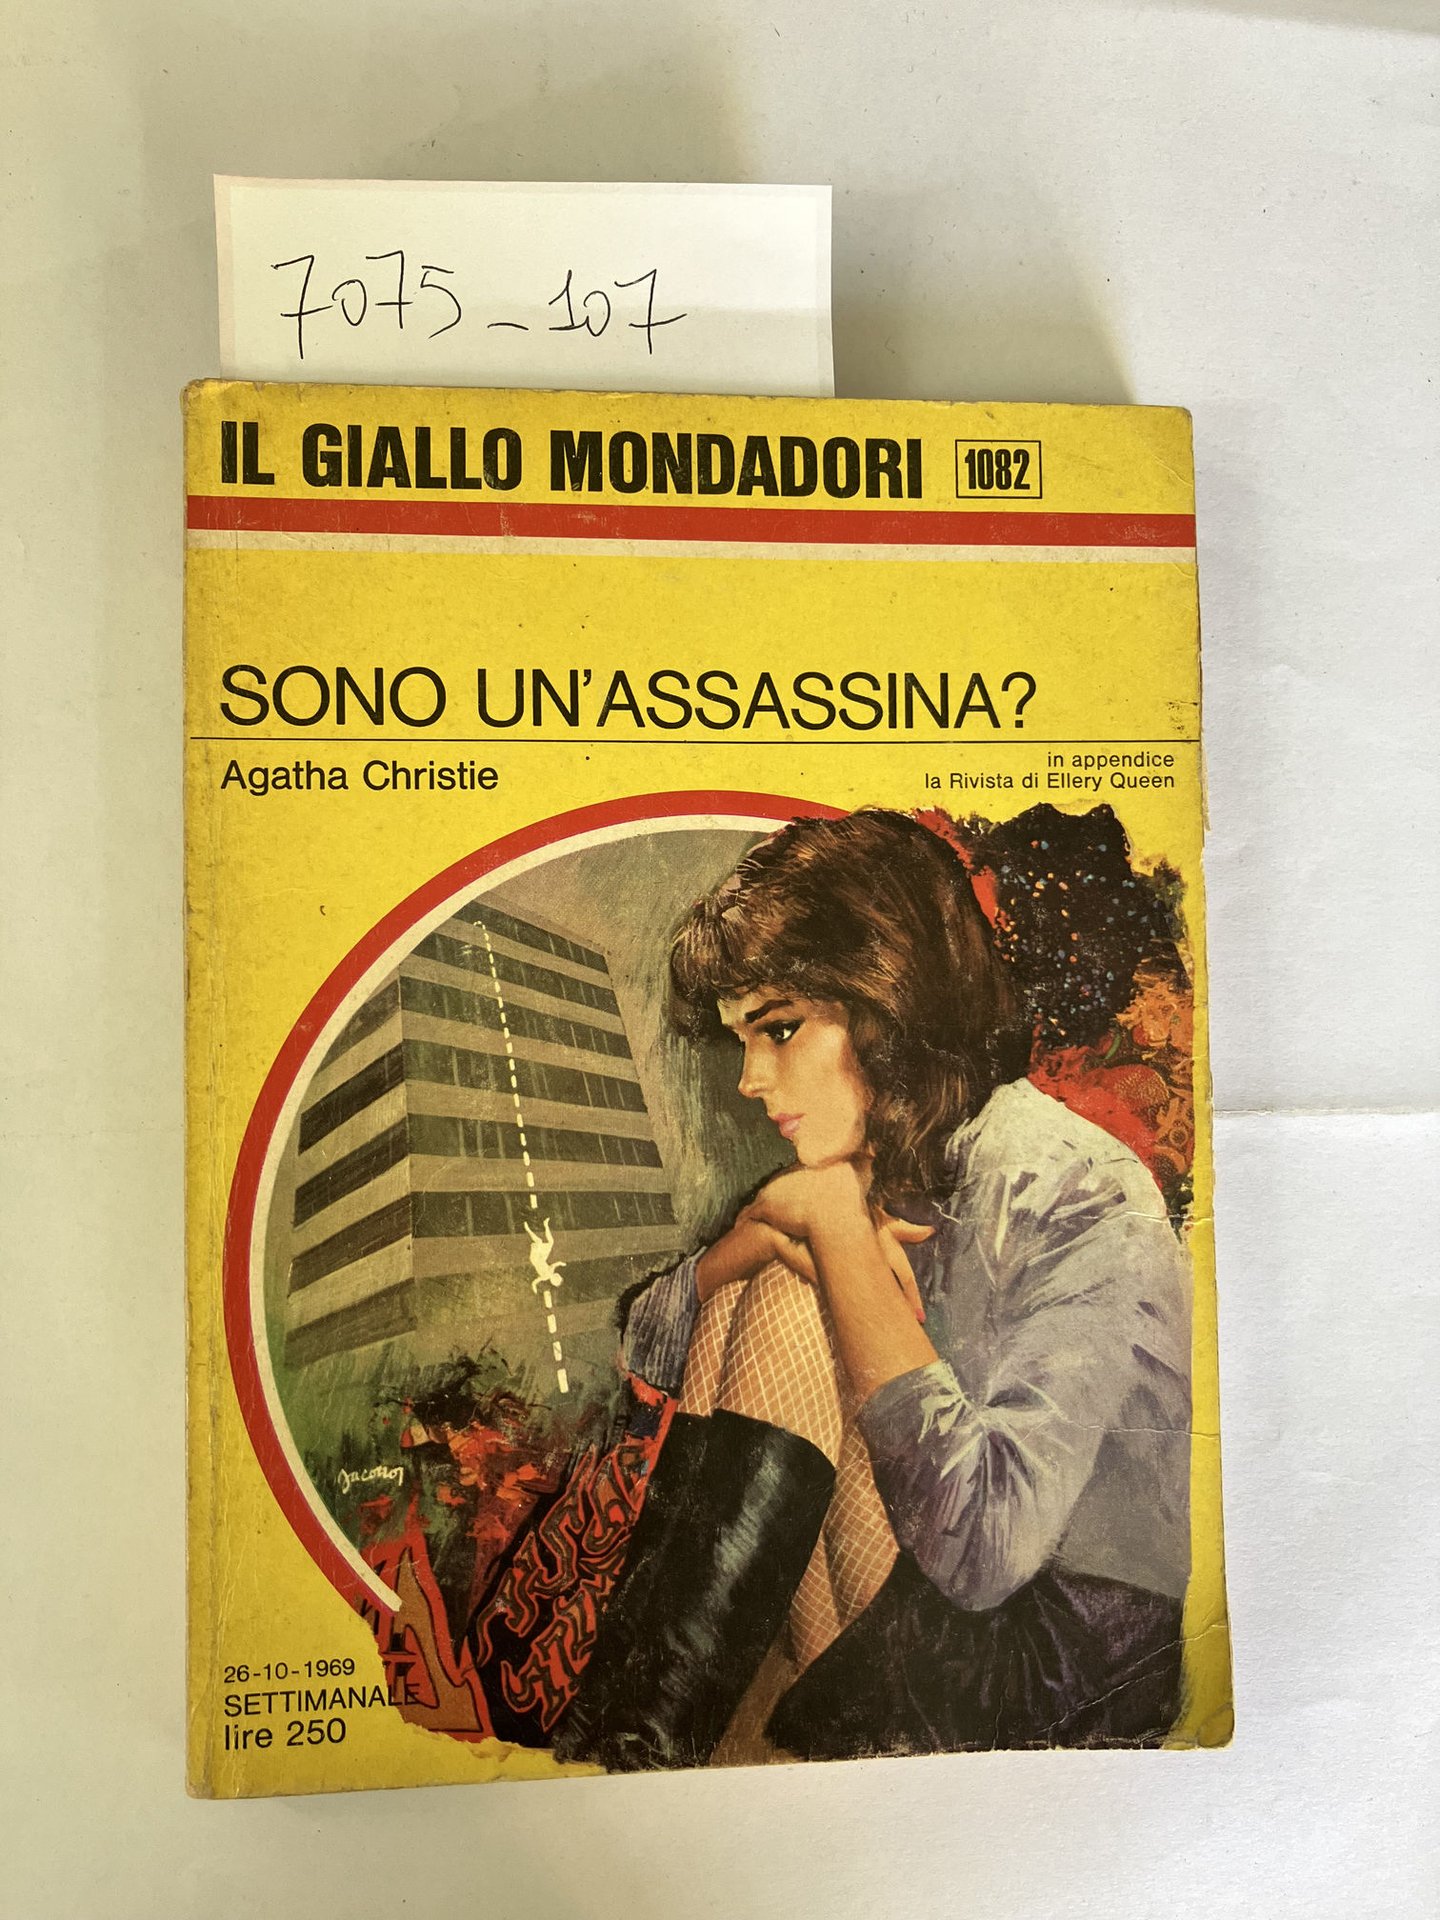 7075_107
IL GIALLO MONDADORI 1082
SONO UN'ASSASSINA?
Agatha Christie
in appendice
la Rivista di Ellery Queen
Jacono
26-10-1969
SETTIMANALE
lire 250